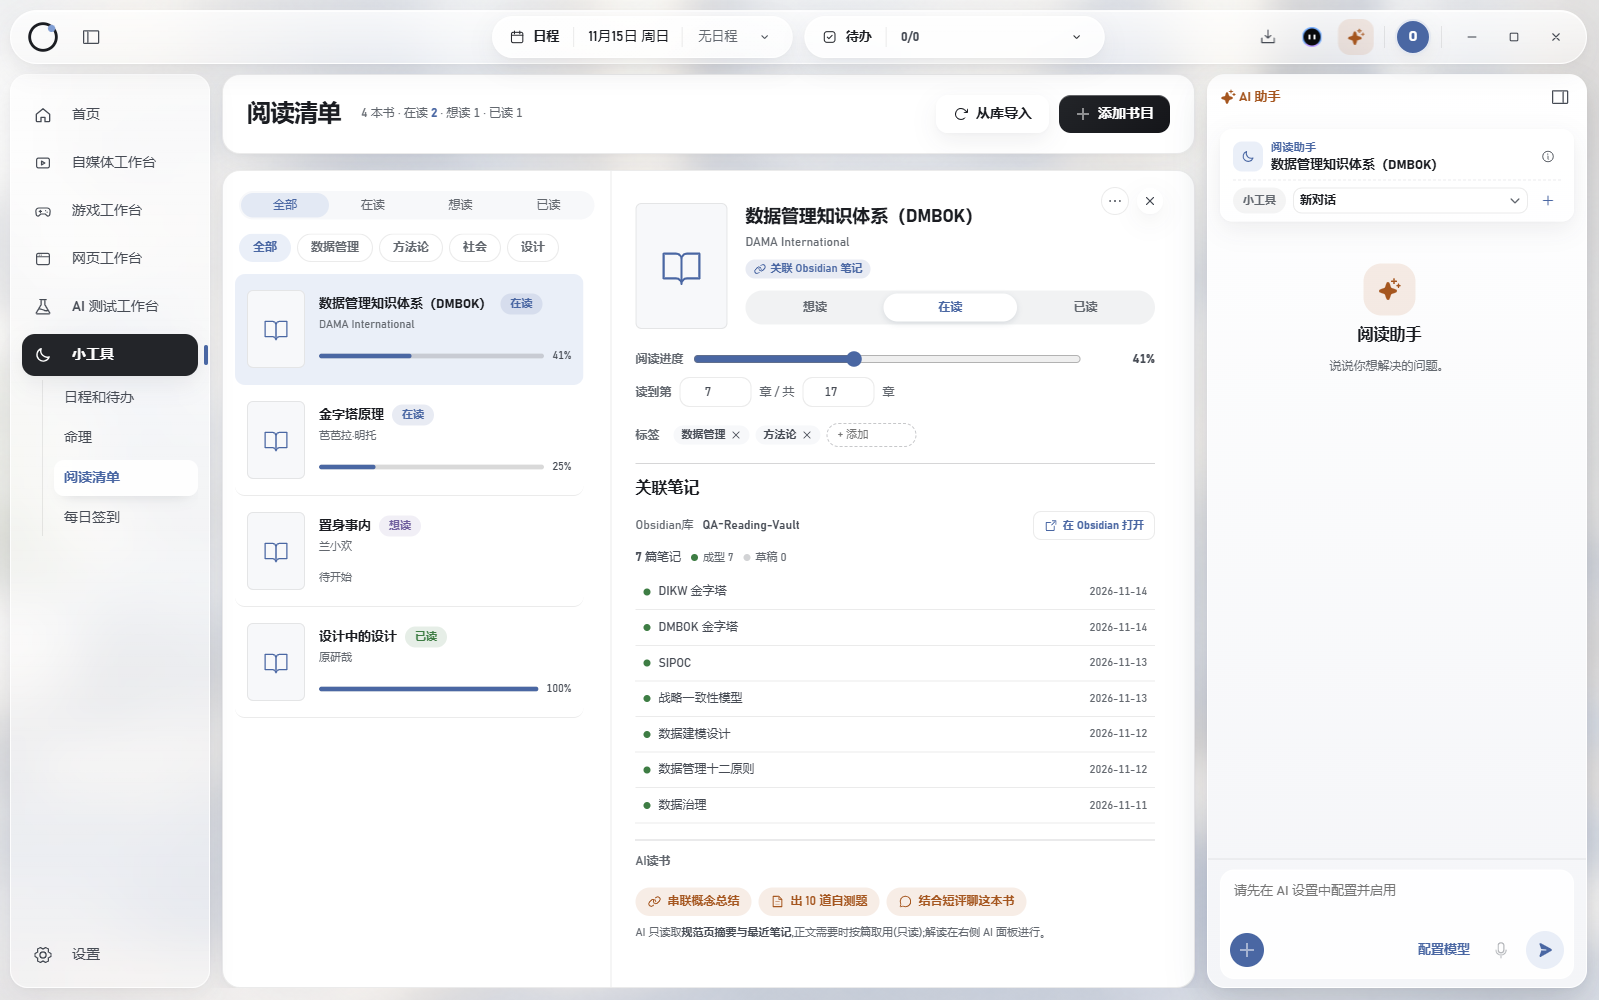 日程 11月15日 周日 无日程
待办 0/0
0
首页
自媒体工作台
游戏工作台
网页工作台
AI 测试工作台
小工具
日程和待办
命理
阅读清单
每日签到
设置
阅读清单 4 本书 · 在读 2 · 想读 1 · 已读 1
从库导入 添加书目
全部 在读 想读 已读
全部 数据管理 方法论 社会 设计
数据管理知识体系（DMBOK） 在读
DAMA International
41%
金字塔原理 在读
芭芭拉·明托
25%
置身事内 想读
兰小欢
待开始
设计中的设计 已读
原研哉
100%
数据管理知识体系（DMBOK）
DAMA International
关联 Obsidian 笔记
想读 在读 已读
阅读进度 41%
读到第 7 章 / 共 17 章
标签 数据管理 方法论 + 添加
关联笔记
Obsidian库 QA-Reading-Vault 在 Obsidian 打开
7 篇笔记 成型 7 草稿 0
DIKW 金字塔 2026-11-14
DMBOK 金字塔 2026-11-14
SIPOC 2026-11-13
战略一致性模型 2026-11-13
数据建模设计 2026-11-12
数据管理十二原则 2026-11-12
数据治理 2026-11-11
AI读书
串联概念总结 出 10 道自测题 结合短评聊这本书
AI 只读取规范页摘要与最近笔记,正文需要时按篇取用(只读);解读在右侧 AI 面板进行。
AI 助手
阅读助手
数据管理知识体系（DMBOK）
小工具 新对话
阅读助手
说说你想解决的问题。
请先在 AI 设置中配置并启用
配置模型